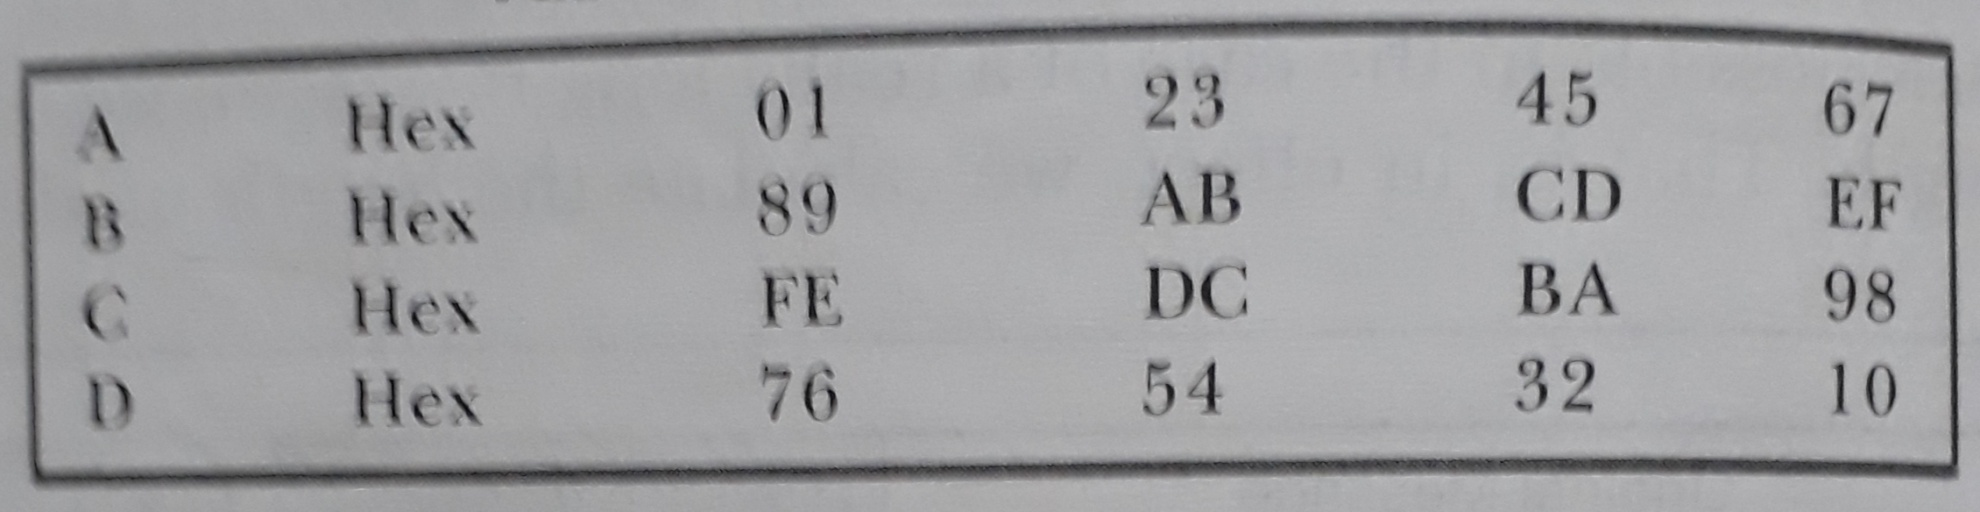 A Hex 01 23 45 67
B Hex 89 AB CD EF
C Hex FE DC BA 98
D Hex 76 54 32 10